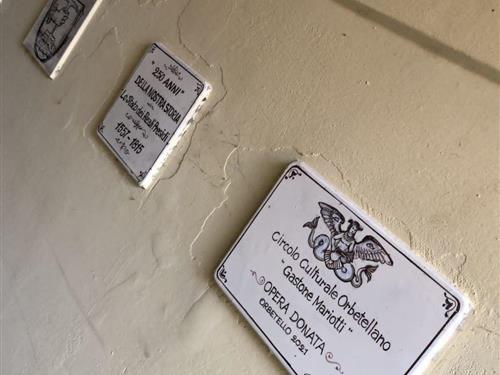 "250 ANNI"
DELLA NOSTRA STORIA
Lo Stato dei Reali Presidi
1557 - 1815
Circolo Culturale Orbetellano
"Gastone Mariotti"
OPERA DONATA
ORBETELLO 2021